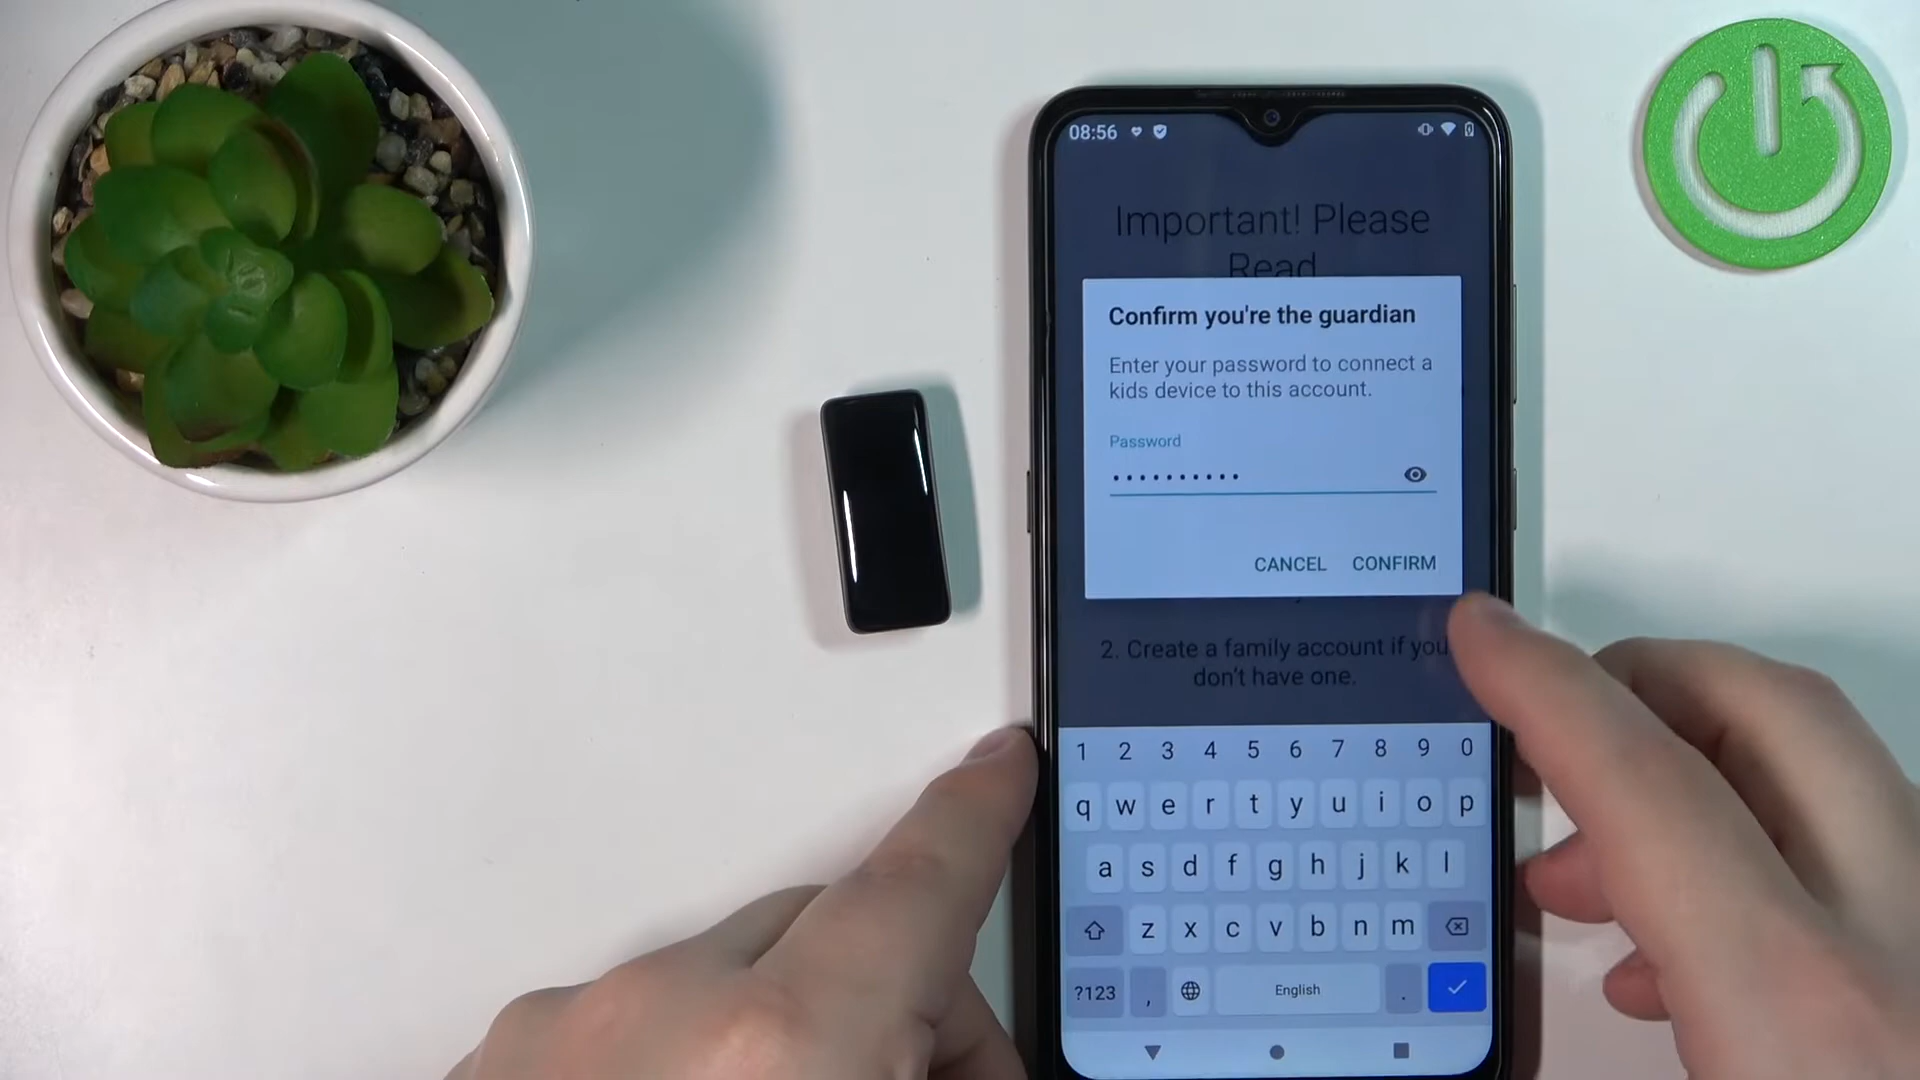 08:56
Important! Please
Read
Confirm you're the guardian
Enter your password to connect a
kids device to this account.
Password
••••••••••
CANCEL CONFIRM
2. Create a family account if you
don't have one.
1 2 3 4 5 6 7 8 9 0
q w e r t y u i o p
a s d f g h j k l
z x c v b n m
?123 , English .